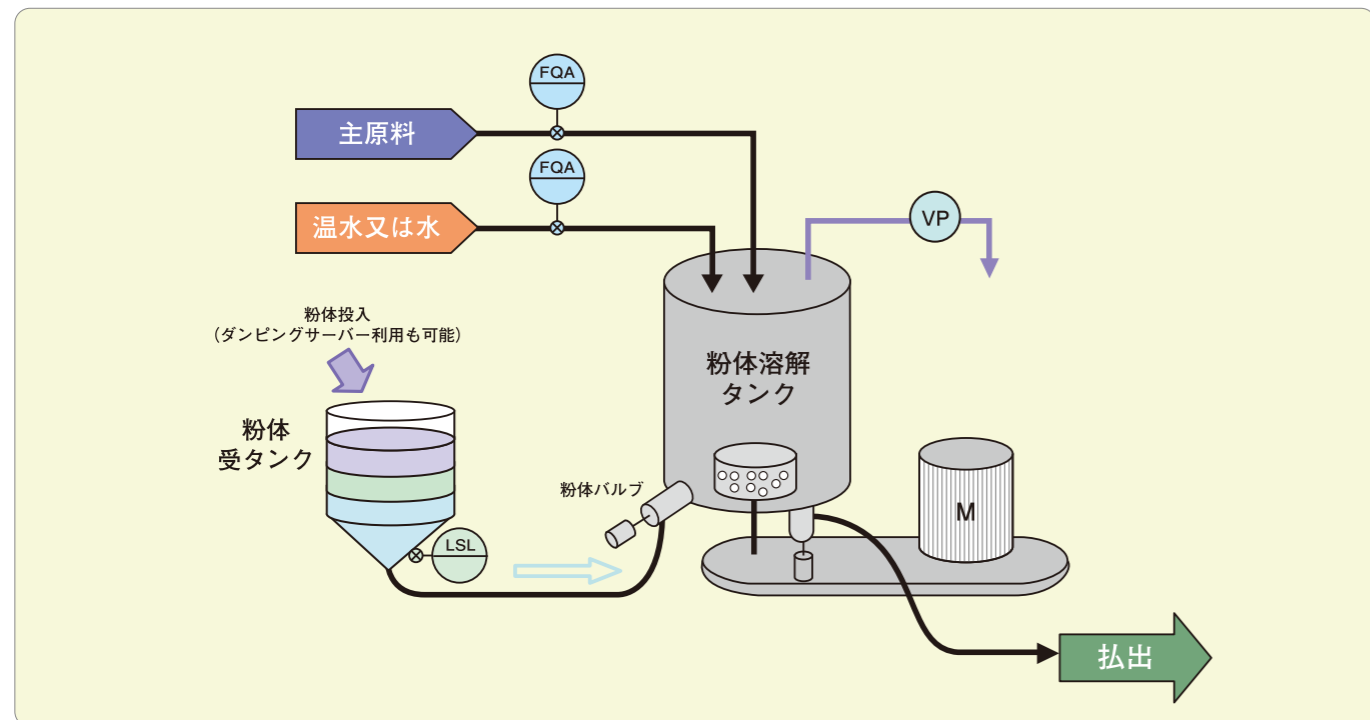 FQA
主原料
FQA
温水又は水
VP
粉体投入
（ダンピングサーバー利用も可能）
粉体溶解
タンク
粉体
受タンク
粉体バルブ
M
LSL
払出